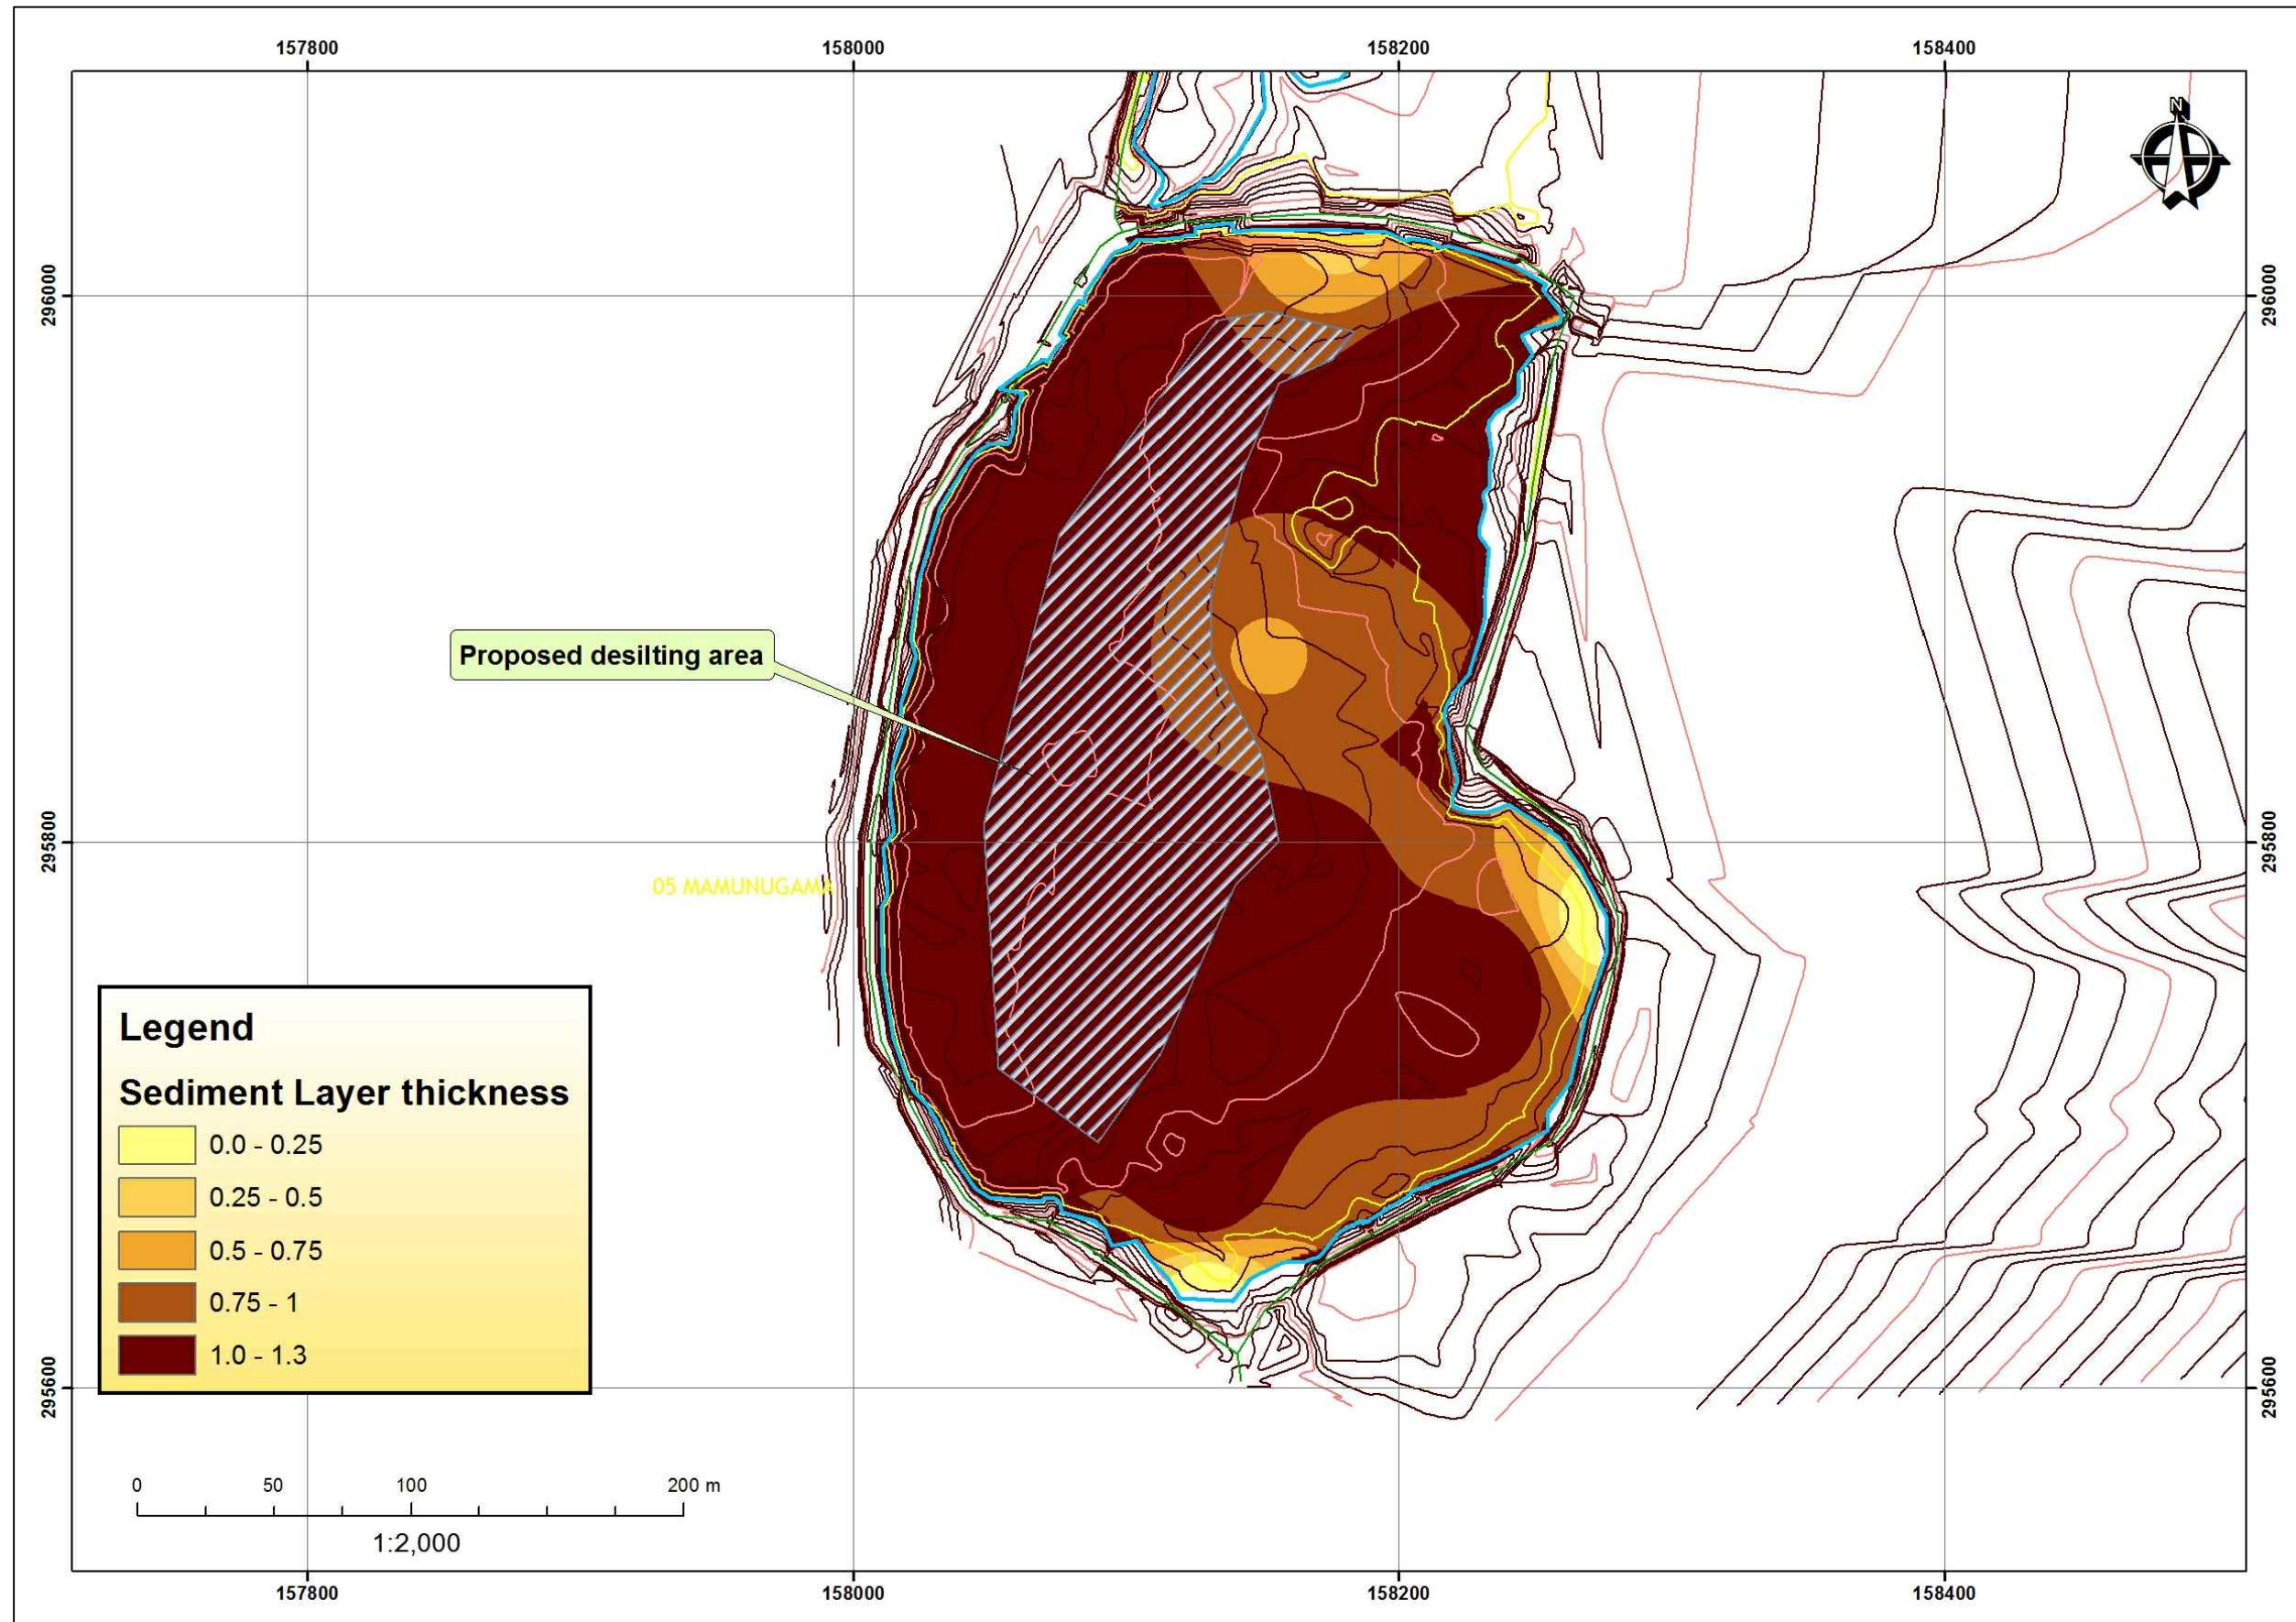 157800
158000
158200
158400
N
296000
296000
Proposed desilting area
295800
295800
05 MAMUNUGAMA
Legend
Sediment Layer thickness
0.0 - 0.25
0.25 - 0.5
0.5 - 0.75
0.75 - 1
1.0 - 1.3
295600
295600
0 50 100 200 m
1:2,000
157800
158000
158200
158400